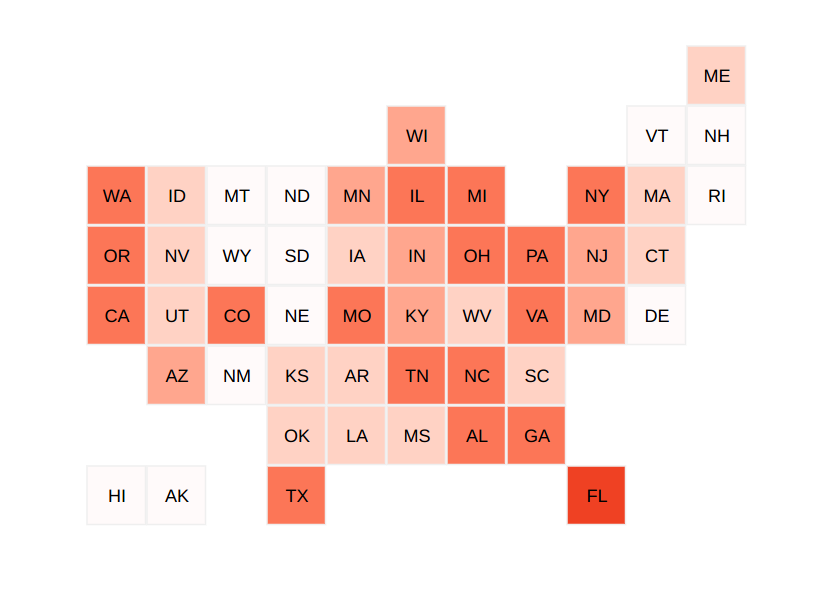 ME
WI VT NH
WA ID MT ND MN IL MI NY MA RI
OR NV WY SD IA IN OH PA NJ CT
CA UT CO NE MO KY WV VA MD DE
AZ NM KS AR TN NC SC
OK LA MS AL GA
HI AK TX FL